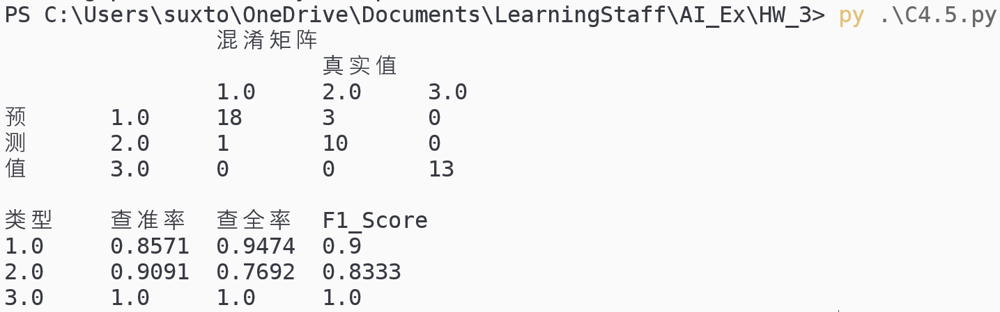 PS C:\Users\suxto\OneDrive\Documents\LearningStaff\AI_Ex\HW_3> py .\C4.5.py
混淆矩阵
真实值
1.0 2.0 3.0
预 1.0 18 3 0
测 2.0 1 10 0
值 3.0 0 0 13
类型 查准率 查全率 F1_Score
1.0 0.8571 0.9474 0.9
2.0 0.9091 0.7692 0.8333
3.0 1.0 1.0 1.0